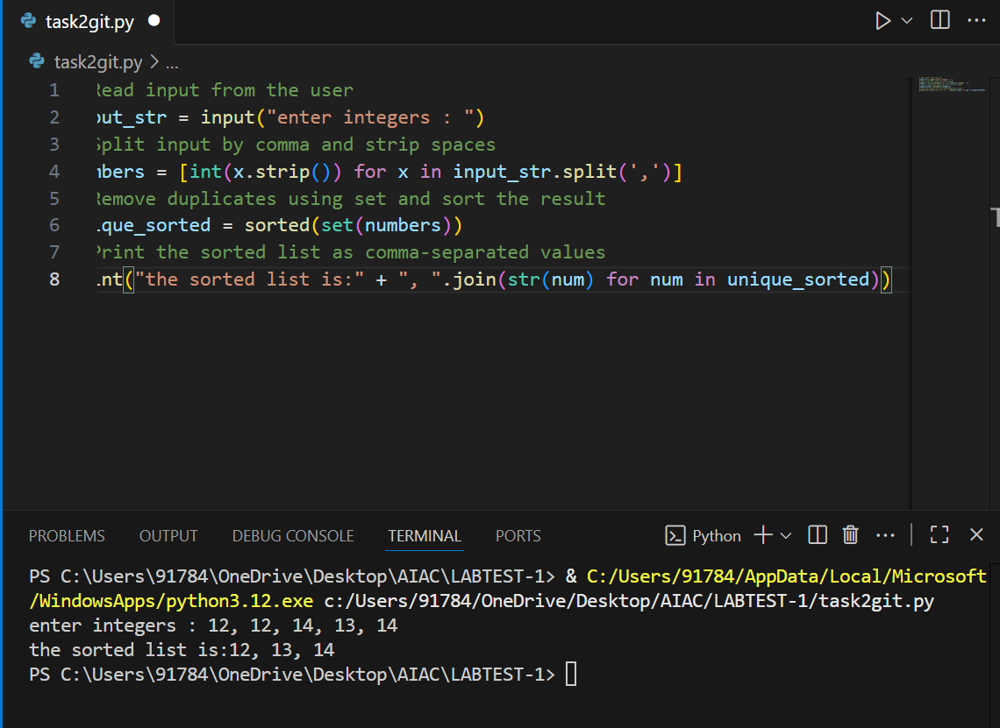 task2git.py
task2git.py > ...
1 Read input from the user
2 put_str = input("enter integers : ")
3 Split input by comma and strip spaces
4 mbers = [int(x.strip()) for x in input_str.split(',')]
5 Remove duplicates using set and sort the result
6 ique_sorted = sorted(set(numbers))
7 Print the sorted list as comma-separated values
8 int("the sorted list is:" + ", ".join(str(num) for num in unique_sorted))
PROBLEMS OUTPUT DEBUG CONSOLE TERMINAL PORTS Python
PS C:\Users\91784\OneDrive\Desktop\AIAC\LABTEST-1> & C:/Users/91784/AppData/Local/Microsoft
/WindowsApps/python3.12.exe c:/Users/91784/OneDrive/Desktop/AIAC/LABTEST-1/task2git.py
enter integers : 12, 12, 14, 13, 14
the sorted list is:12, 13, 14
PS C:\Users\91784\OneDrive\Desktop\AIAC\LABTEST-1>